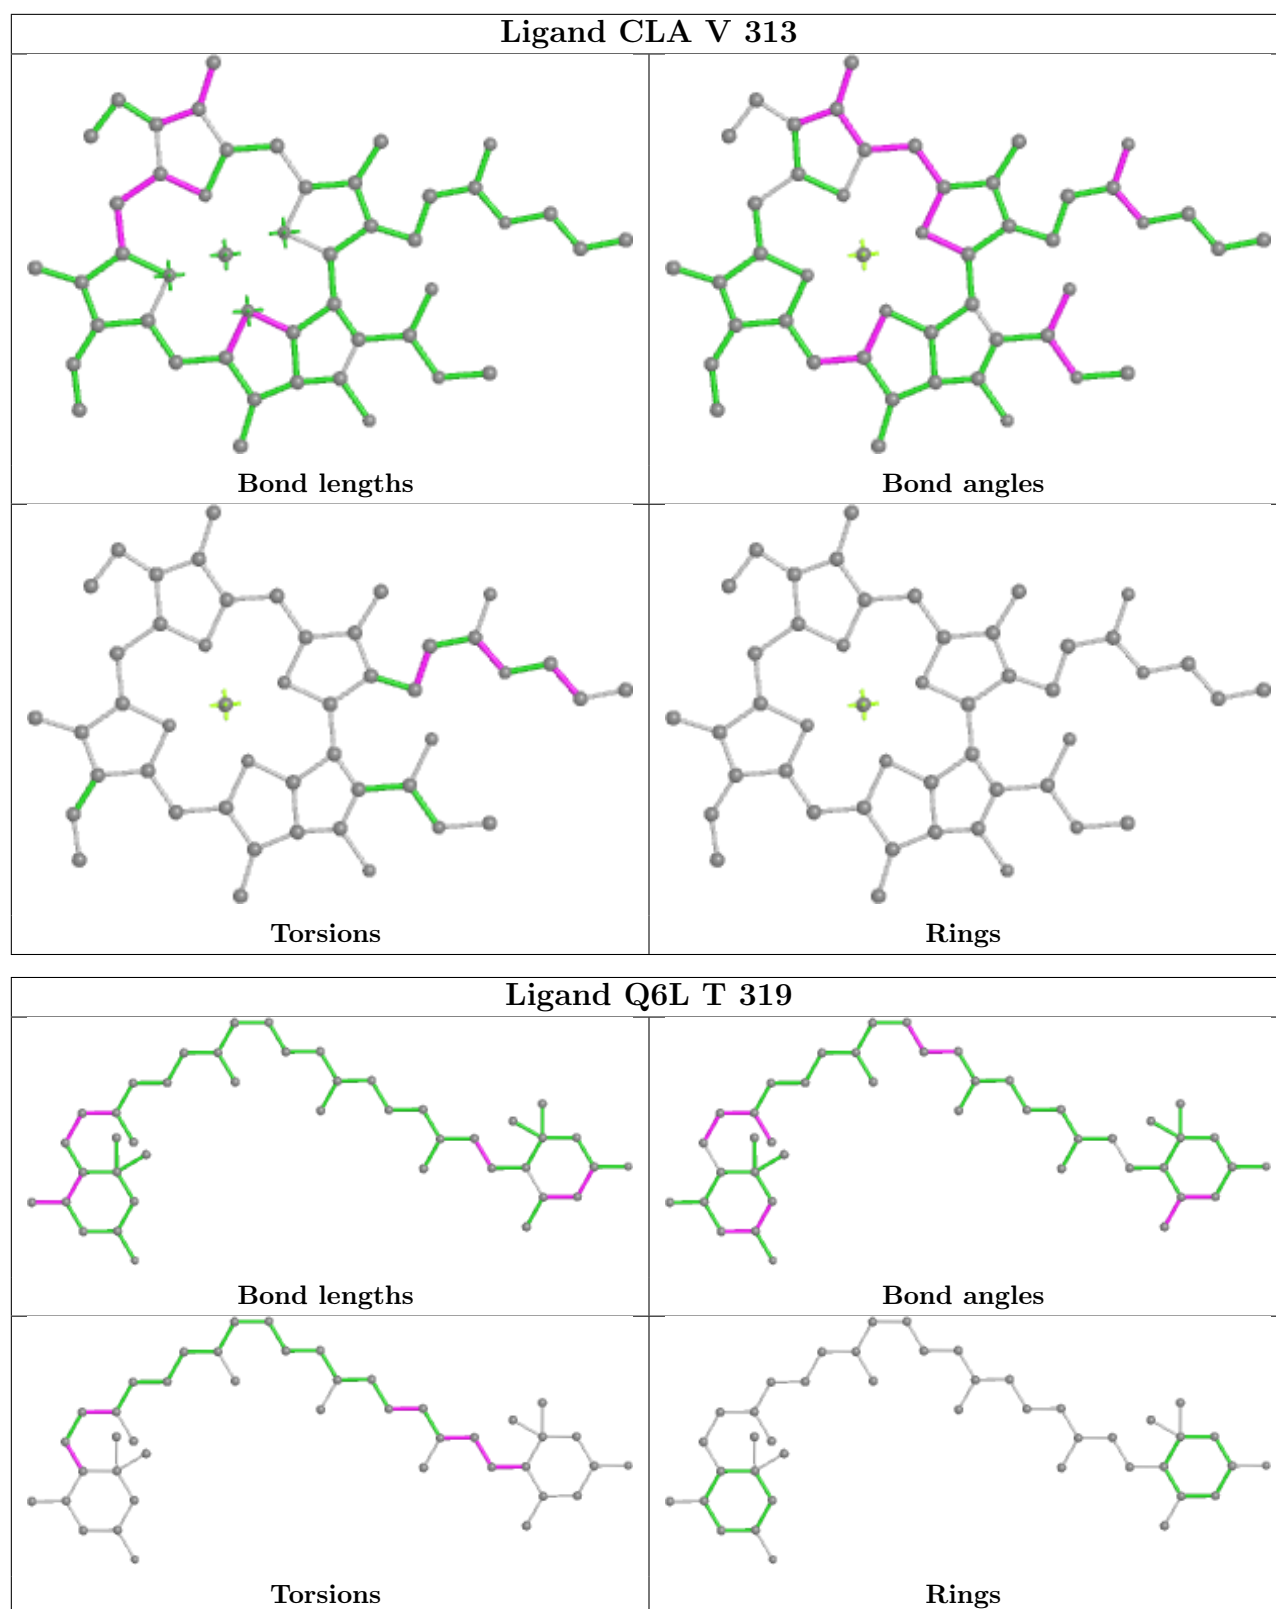 Ligand CLA V 313
Bond lengths
Bond angles
Torsions
Rings
Ligand Q6L T 319
Bond lengths
Bond angles
Torsions
Rings